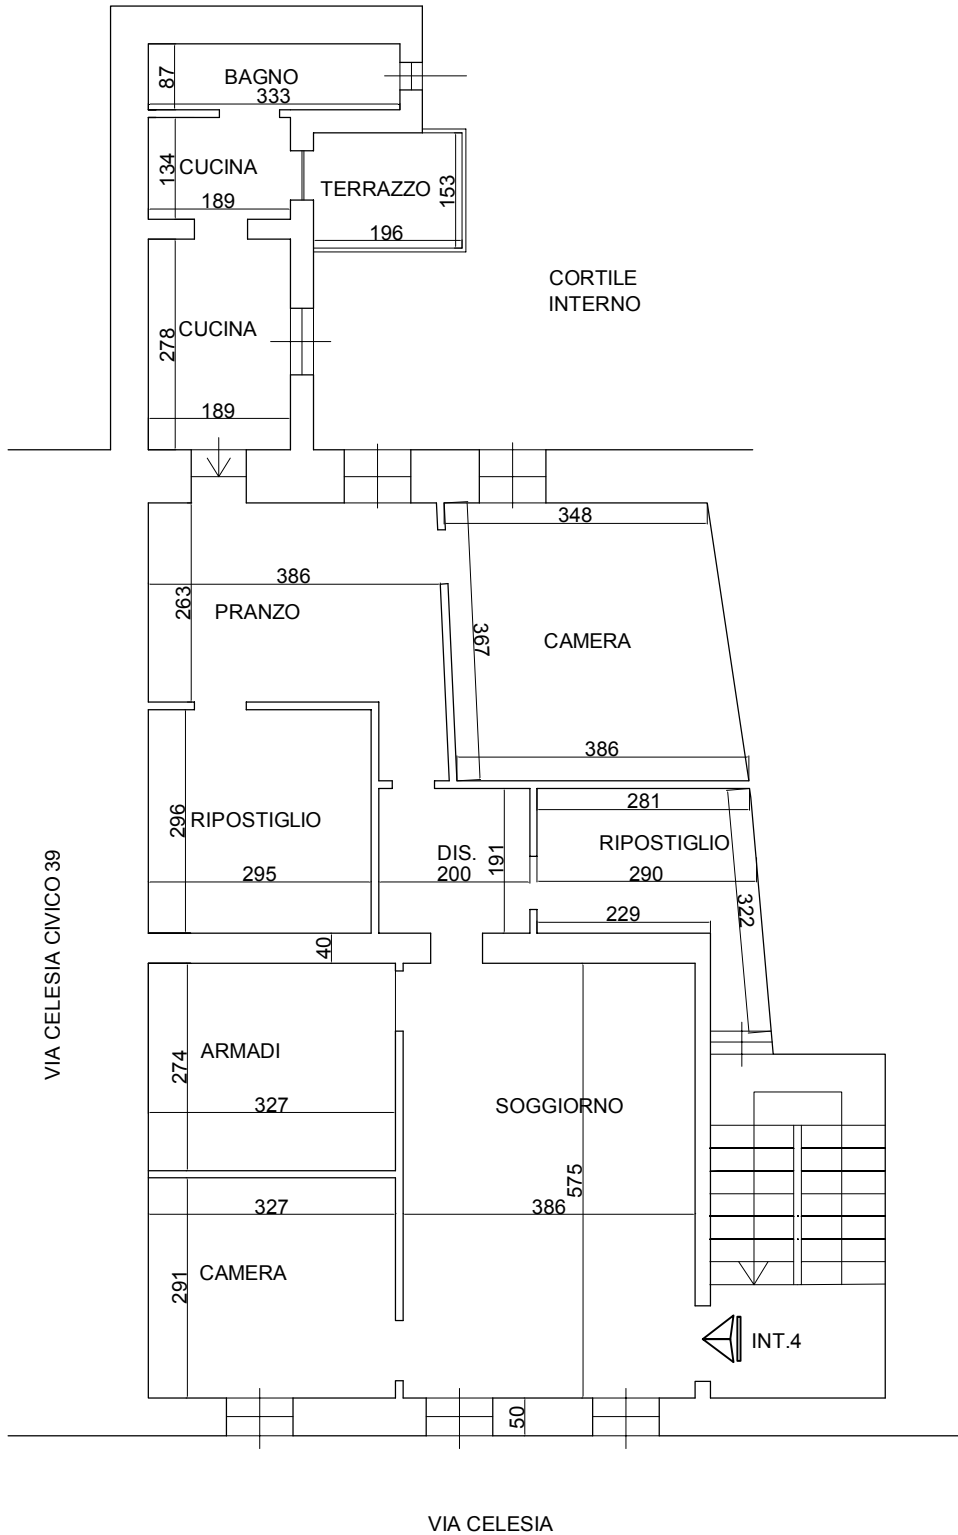 BAGNO
87
333
CUCINA
134
189
TERRAZZO
153
196
CORTILE
INTERNO
CUCINA
278
189
348
386
263
PRANZO
367
CAMERA
386
281
RIPOSTIGLIO
296
295
DIS.
200
191
RIPOSTIGLIO
290
322
229
40
VIA CELESIA CIVICO 39
ARMADI
274
327
SOGGIORNO
575
386
327
CAMERA
291
INT.4
50
VIA CELESIA